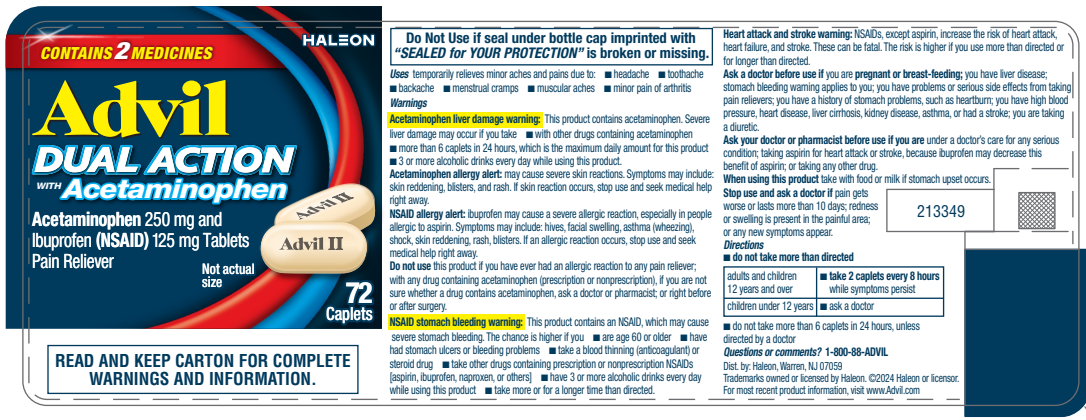 CONTAINS 2 MEDICINES
HALEON
Advil
DUAL ACTION
WITH Acetaminophen
Acetaminophen 250 mg and
Ibuprofen (NSAID) 125 mg Tablets
Pain Reliever
Advil II
Advil II
Not actual
size
72
Caplets
READ AND KEEP CARTON FOR COMPLETE
WARNINGS AND INFORMATION.
Do Not Use if seal under bottle cap imprinted with
“SEALED for YOUR PROTECTION” is broken or missing.
Uses temporarily relieves minor aches and pains due to: ■ headache ■ toothache
■ backache ■ menstrual cramps ■ muscular aches ■ minor pain of arthritis
Warnings
Acetaminophen liver damage warning: This product contains acetaminophen. Severe
liver damage may occur if you take ■ with other drugs containing acetaminophen
■ more than 6 caplets in 24 hours, which is the maximum daily amount for this product
■ 3 or more alcoholic drinks every day while using this product.
Acetaminophen allergy alert: may cause severe skin reactions. Symptoms may include:
skin reddening, blisters, and rash. If skin reaction occurs, stop use and seek medical help
right away.
NSAID allergy alert: ibuprofen may cause a severe allergic reaction, especially in people
allergic to aspirin. Symptoms may include: hives, facial swelling, asthma (wheezing),
shock, skin reddening, rash, blisters. If an allergic reaction occurs, stop use and seek
medical help right away.
Do not use this product if you have ever had an allergic reaction to any pain reliever;
with any drug containing acetaminophen (prescription or nonprescription), if you are not
sure whether a drug contains acetaminophen, ask a doctor or pharmacist; or right before
or after surgery.
NSAID stomach bleeding warning: This product contains an NSAID, which may cause
severe stomach bleeding. The chance is higher if you ■ are age 60 or older ■ have
had stomach ulcers or bleeding problems ■ take a blood thinning (anticoagulant) or
steroid drug ■ take other drugs containing prescription or nonprescription NSAIDs
[aspirin, ibuprofen, naproxen, or others] ■ have 3 or more alcoholic drinks every day
while using this product ■ take more or for a longer time than directed.
Heart attack and stroke warning: NSAIDs, except aspirin, increase the risk of heart attack,
heart failure, and stroke. These can be fatal. The risk is higher if you use more than directed or
for longer than directed.
Ask a doctor before use if you are pregnant or breast-feeding; you have liver disease;
stomach bleeding warning applies to you; you have problems or serious side effects from taking
pain relievers; you have a history of stomach problems, such as heartburn; you have high blood
pressure, heart disease, liver cirrhosis, kidney disease, asthma, or had a stroke; you are taking
a diuretic.
Ask your doctor or pharmacist before use if you are under a doctor's care for any serious
condition; taking aspirin for heart attack or stroke, because ibuprofen may decrease this
benefit of aspirin; or taking any other drug.
When using this product take with food or milk if stomach upset occurs.
Stop use and ask a doctor if pain gets
worse or lasts more than 10 days; redness
or swelling is present in the painful area;
or any new symptoms appear.
213349
Directions
■ do not take more than directed
adults and children
12 years and over
■ take 2 caplets every 8 hours
while symptoms persist
children under 12 years
■ ask a doctor
■ do not take more than 6 caplets in 24 hours, unless
directed by a doctor
Questions or comments? 1-800-88-ADVIL
Dist. by: Haleon, Warren, NJ 07059
Trademarks owned or licensed by Haleon. ©2024 Haleon or licensor.
For most recent product information, visit www.Advil.com